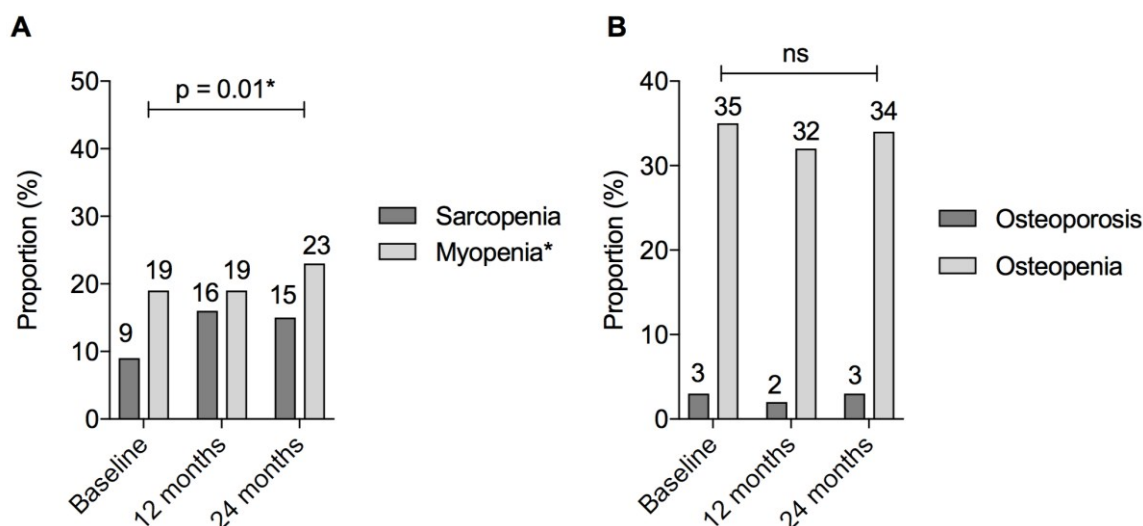 A
p = 0.01*
Proportion (%)
50
40
30
20
10
0
9
19
16
19
15
23
Baseline
12 months
24 months
Sarcopenia
Myopenia*
B
ns
Proportion (%)
40
30
20
10
0
3
35
2
32
3
34
Baseline
12 months
24 months
Osteoporosis
Osteopenia